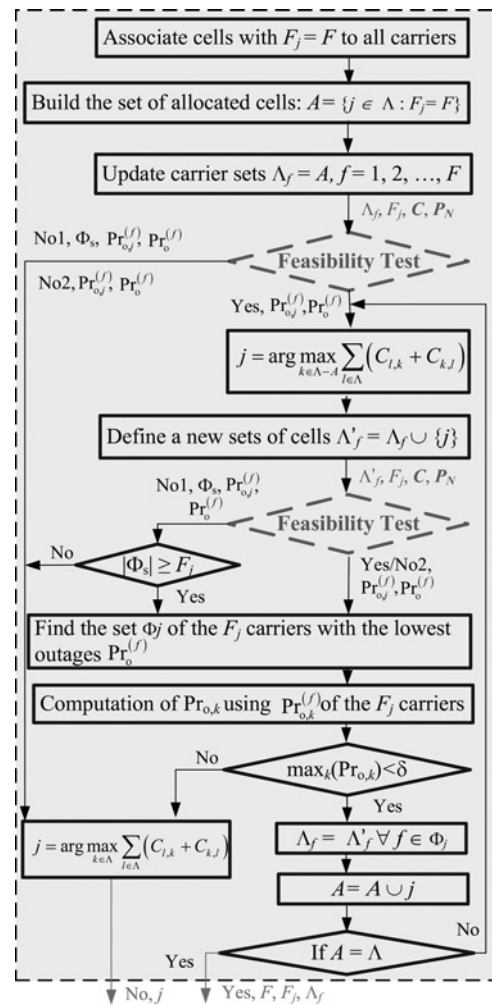 Associate cells with F_j = F to all carriers
Build the set of allocated cells: A = {j ∈ Λ : F_j = F}
Update carrier sets Λ_f = A, f = 1, 2, …, F
Λ_f, F_j, C, P_N
No1, Φ_s, Pr_{o,j}^{(f)}, Pr_o^{(f)}
No2, Pr_{o,j}^{(f)}, Pr_o^{(f)}
Feasibility Test
Yes, Pr_{o,j}^{(f)}, Pr_o^{(f)}
j = arg max_{k∈Λ−A} ∑_{l∈Λ} (C_{l,k} + C_{k,l})
Define a new sets of cells Λ'_f = Λ_f ∪ {j}
Λ'_f, F_j, C, P_N
No1, Φ_s, Pr_{o,j}^{(f)},
Pr_o^{(f)}
Feasibility Test
No
|Φ_s| ≥ F_j
Yes
Yes/No2,
Pr_{o,j}^{(f)}, Pr_o^{(f)}
Find the set Φj of the F_j carriers with the lowest
outages Pr_o^{(f)}
Computation of Pr_{o,k} using Pr_{o,k}^{(f)} of the F_j carriers
No
max_k(Pr_{o,k})<δ
Yes
j = arg max_{k∈Λ} ∑_{l∈Λ} (C_{l,k} + C_{k,l})
Λ_f = Λ'_f ∀ f ∈ Φ_j
A = A ∪ j
No
If A = Λ
Yes
No, j
Yes, F, F_j, Λ_f